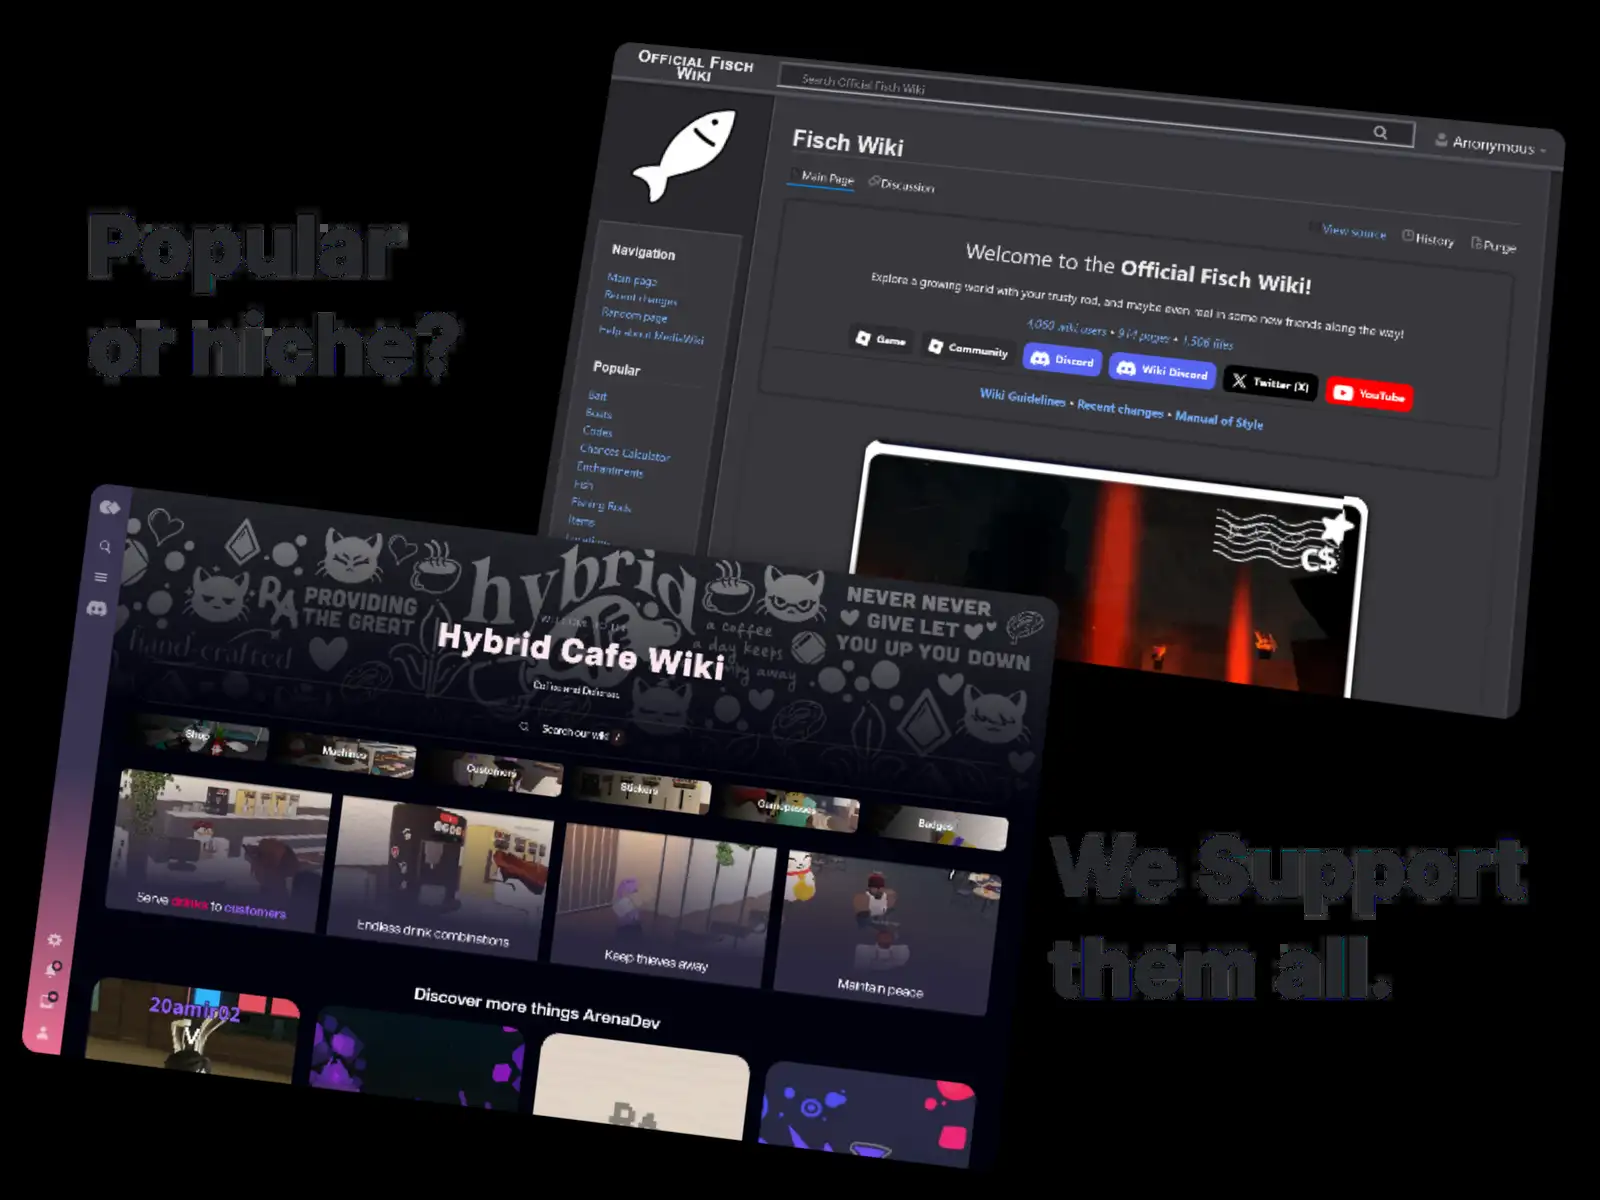 Popular
or niche?
OFFICIAL FISCH
WIKI
Search Official Fisch Wiki
Anonymous
Fisch Wiki
Main Page
Discussion
View source
History
Purge
Navigation
Main page
Recent changes
Random page
Help about MediaWiki
Popular
Bait
Boats
Codes
Chances Calculator
Enchantments
Fish
Fishing Rods
Items
Welcome to the Official Fisch Wiki!
Explore a growing world with your trusty rod, and maybe even reel in some new friends along the way!
4,050 wiki users • 914 pages • 1,506 files
Game
Community
Discord
Wiki Discord
Twitter (X)
YouTube
Wiki Guidelines • Recent changes • Manual of Style
C$
hybrid
RA PROVIDING
THE GREAT
hand-crafted
WELCOME TO THE
Hybrid Cafe Wiki
a coffee
a day keeps
away
NEVER NEVER
GIVE LET
YOU UP YOU DOWN
Search our wiki /
Shop
Machines
Customers
Stickers
Gamepasses
Badges
Serve drinks to customers
Endless drink combinations
Keep thieves away
Maintain peace
Discover more things ArenaDev
20amir02
We Support
them all.